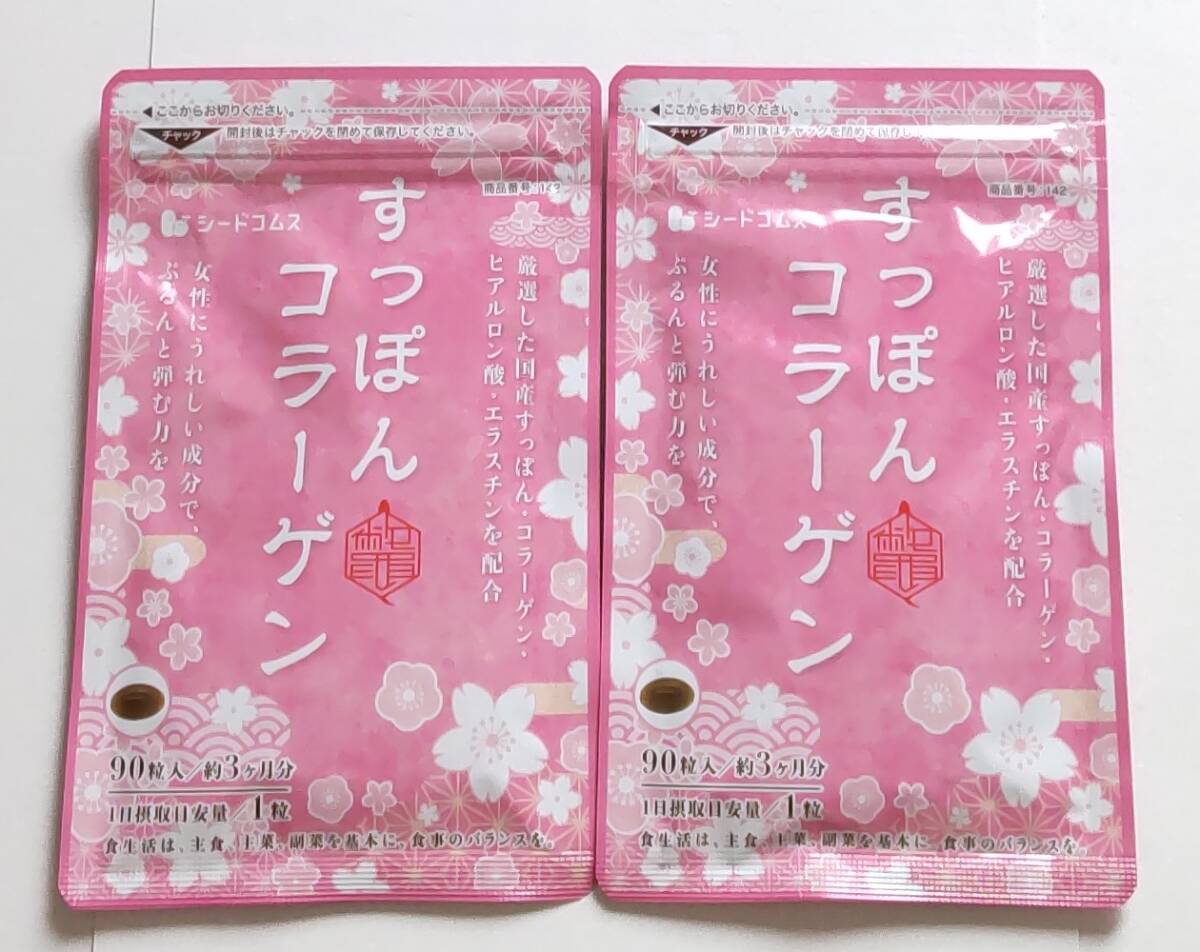 ◀ここからお切りください。
チャック
開封後はチャックを閉めて保存してください。
商品番号:142
シードコムス
厳選した国産すっぽん・コラーゲン・
ヒアルロン酸・エラスチンを配合
すっぽん
コラーゲン
女性にうれしい成分で、
ぷるんと弾む力を
90粒入/約3ヶ月分
1日摂取目安量/1粒
食生活は、主食、主菜、副菜を基本に、食事のバランスを。
◀ここからお切りください。
チャック
開封後はチャックを閉めて保存し
商品番号:142
シードコムス
厳選した国産すっぽん・コラーゲン・
ヒアルロン酸・エラスチンを配合
すっぽん
コラーゲン
女性にうれしい成分で、
ぷるんと弾む力を
90粒入/約3ヶ月分
1日摂取目安量/1粒
食生活は、主食、主菜、副菜を基本に、食事のバランスを。